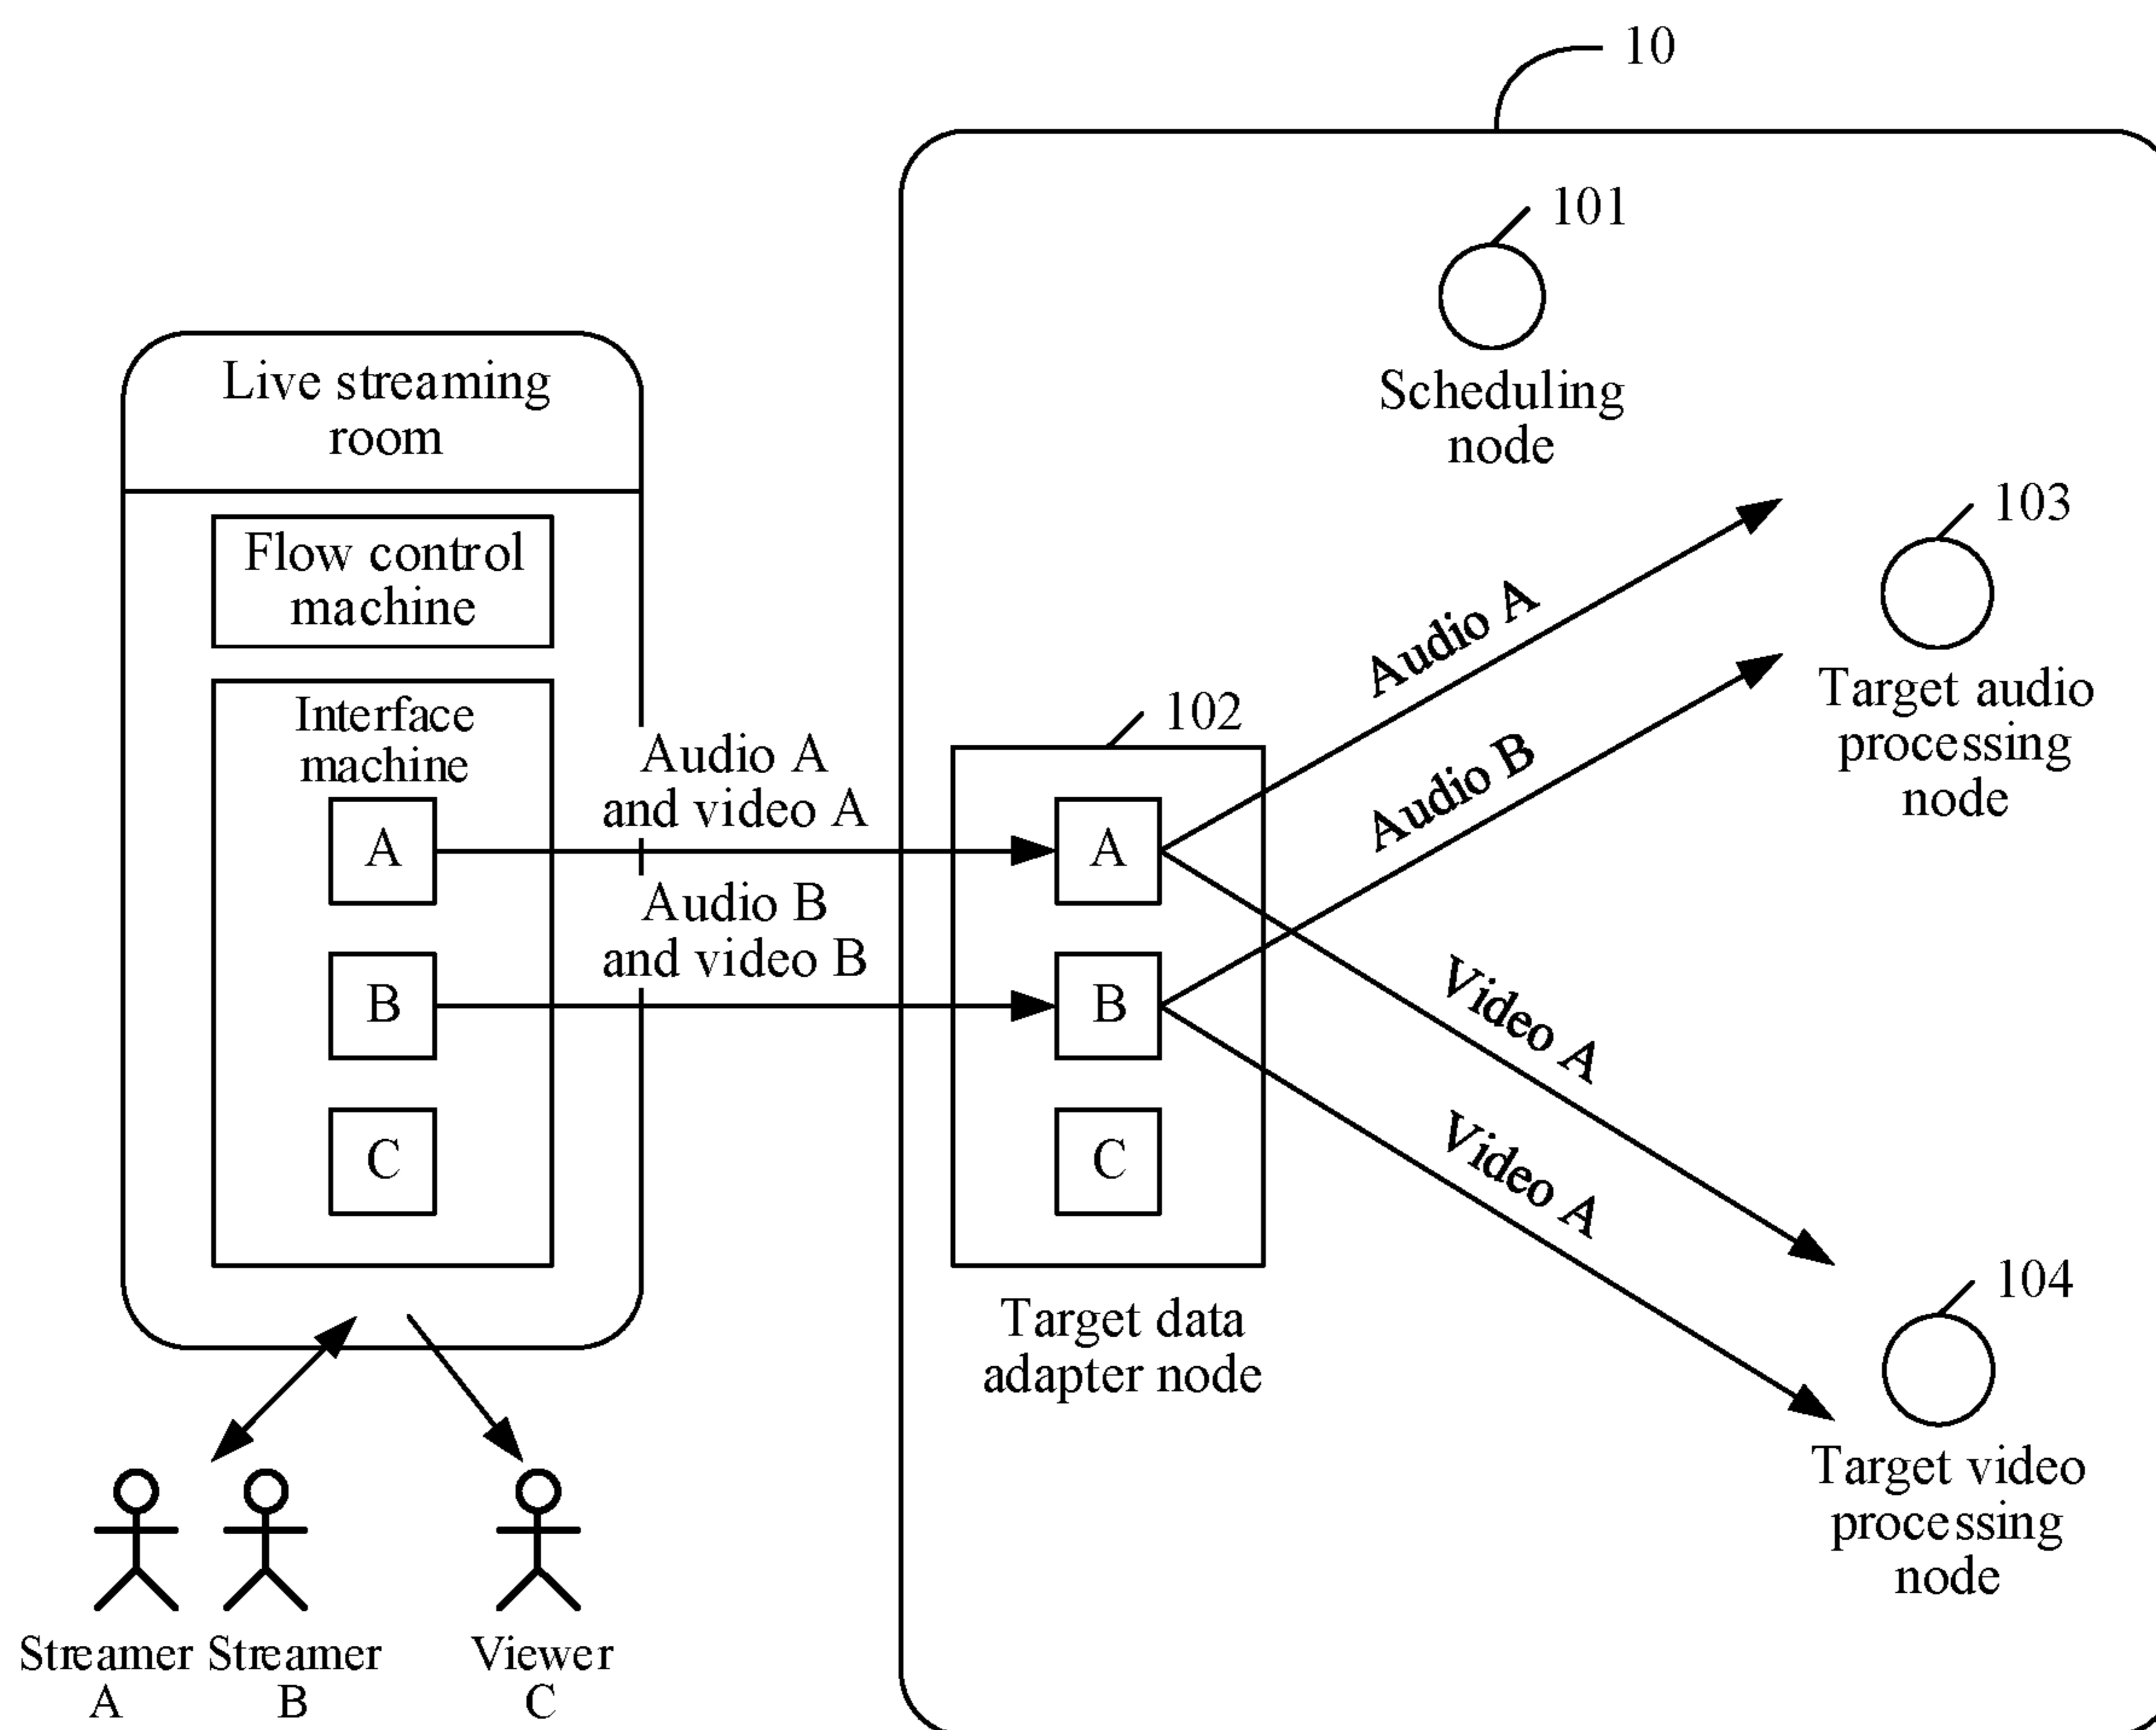 10
101
Scheduling
node
Live streaming
room
Flow control
machine
Interface
machine
A
B
C
Audio A
and video A
Audio B
and video B
102
A
B
C
Target data
adapter node
Audio A
Audio B
Video A
Video A
103
Target audio
processing
node
104
Target video
processing
node
Streamer
A
Streamer
B
Viewer
C